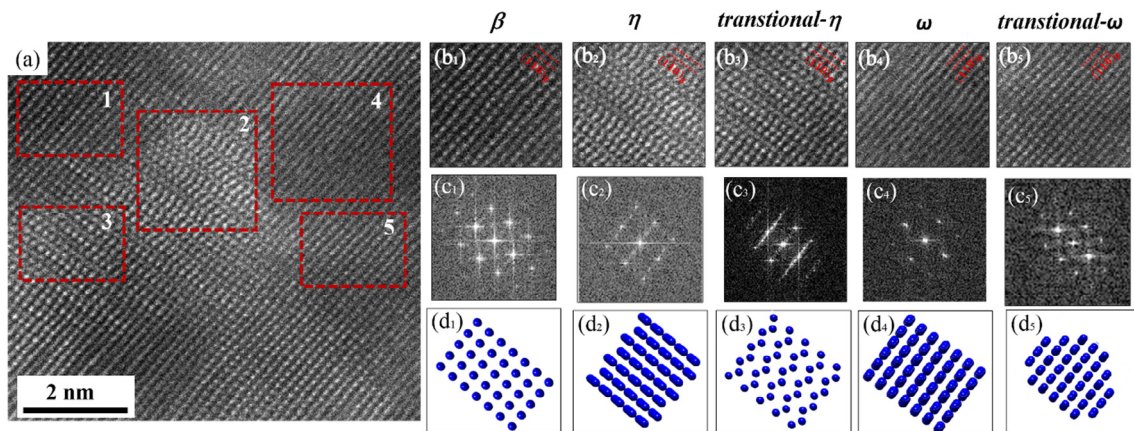 β η transtional-η ω transtional-ω
(a) (b₁) (b₂) (b₃) (b₄) (b₅)
1 2 3 4 5
(c₁) (c₂) (c₃) (c₄) (c₅)
(d₁) (d₂) (d₃) (d₄) (d₅)
2 nm